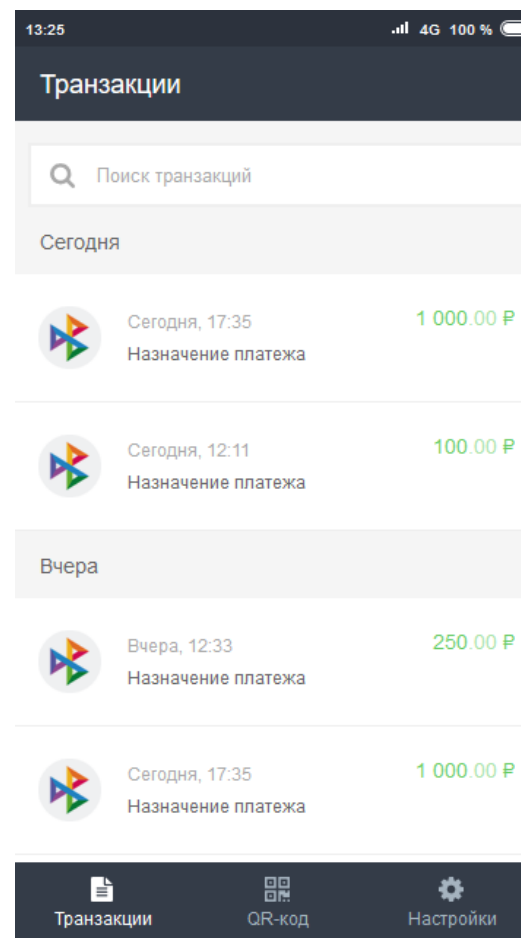 13:25 4G 100 %
Транзакции
Поиск транзакций
Сегодня
Сегодня, 17:35 1 000.00 ₽
Назначение платежа
Сегодня, 12:11 100.00 ₽
Назначение платежа
Вчера
Вчера, 12:33 250.00 ₽
Назначение платежа
Сегодня, 17:35 1 000.00 ₽
Назначение платежа
Транзакции QR-код Настройки